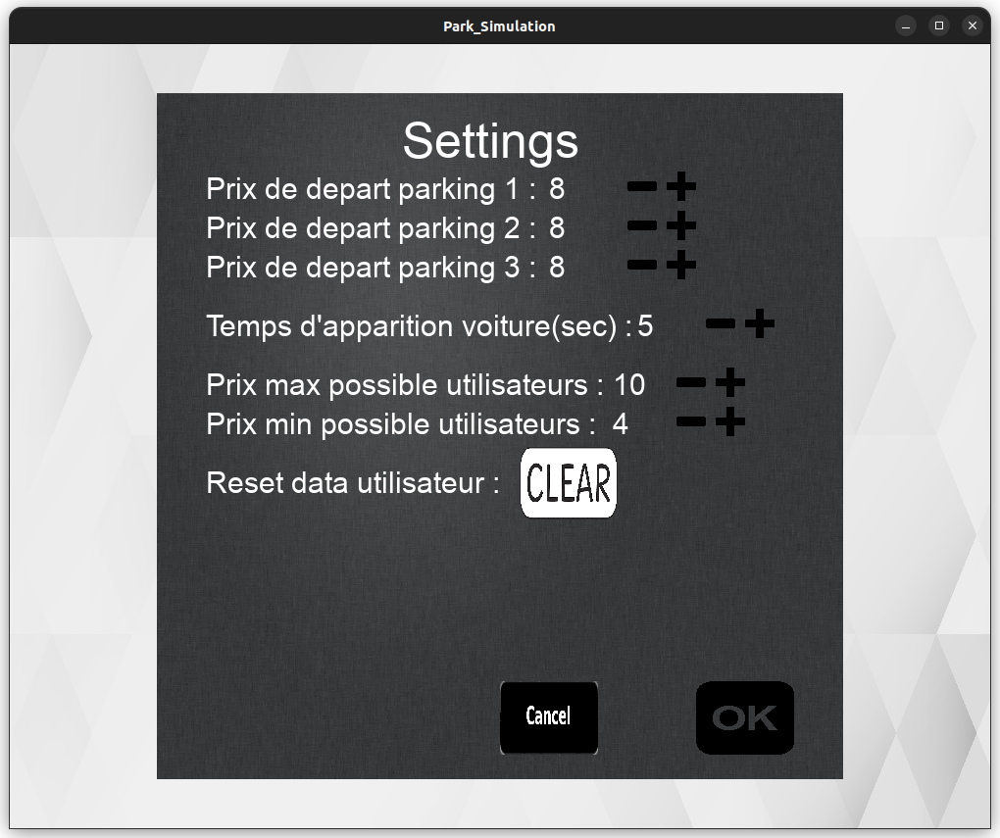 Park_Simulation
Settings
Prix de depart parking 1 : 8
Prix de depart parking 2 : 8
Prix de depart parking 3 : 8
Temps d'apparition voiture(sec) : 5
Prix max possible utilisateurs : 10
Prix min possible utilisateurs : 4
Reset data utilisateur : CLEAR
Cancel OK